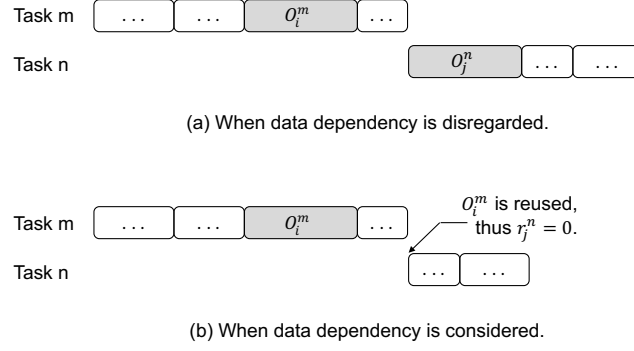 Task m ... ... $O_i^m$ ...
Task n $O_j^n$ ... ...
(a) When data dependency is disregarded.
$O_i^m$ is reused,
thus $r_j^n = 0$.
Task m ... ... $O_i^m$ ...
Task n ... ...
(b) When data dependency is considered.